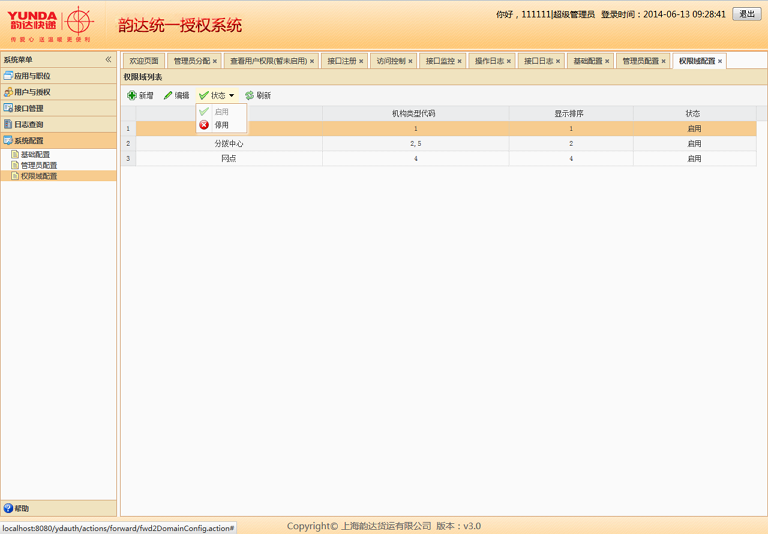 YUNDA
韵达快递
传递爱心 送温暖更便利
韵达统一授权系统
你好，111111|超级管理员 登录时间：2014-06-13 09:28:41 退出
系统菜单
应用与职位
用户与授权
接口管理
日志查询
系统配置
基础配置
管理员配置
权限域配置
帮助
欢迎页面 管理员分配 查看用户权限(暂未启用) 接口注册 访问控制 接口监控 操作日志 接口日志 基础配置 管理员配置 权限域配置
权限域列表
新增 编辑 状态 刷新
启用
停用
机构类型代码 显示排序 状态
1 1 1 启用
2 分拨中心 2,5 2 启用
3 网点 4 4 启用
localhost:8080/ydauth/actions/forward/fwd2DomainConfig.action#
Copyright© 上海韵达货运有限公司 版本：v3.0